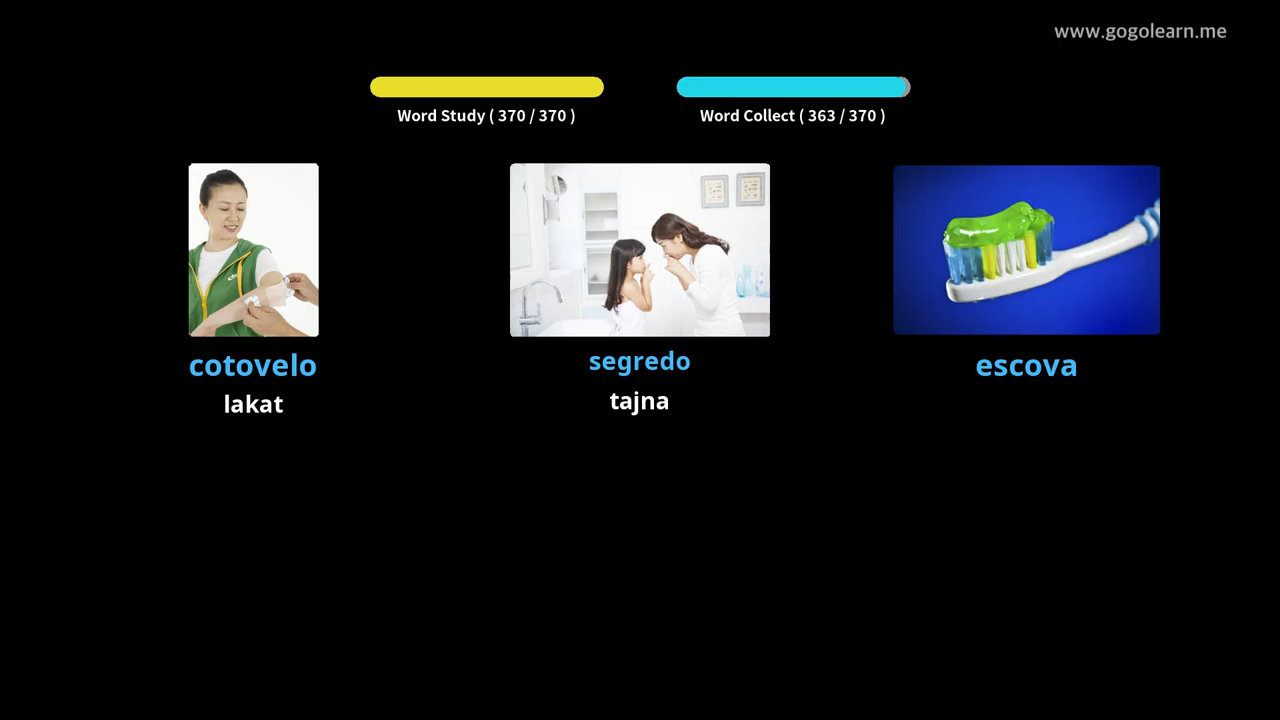 www.gogolearn.me
Word Study ( 370 / 370 )
Word Collect ( 363 / 370 )
cotovelo
lakat
segredo
tajna
escova